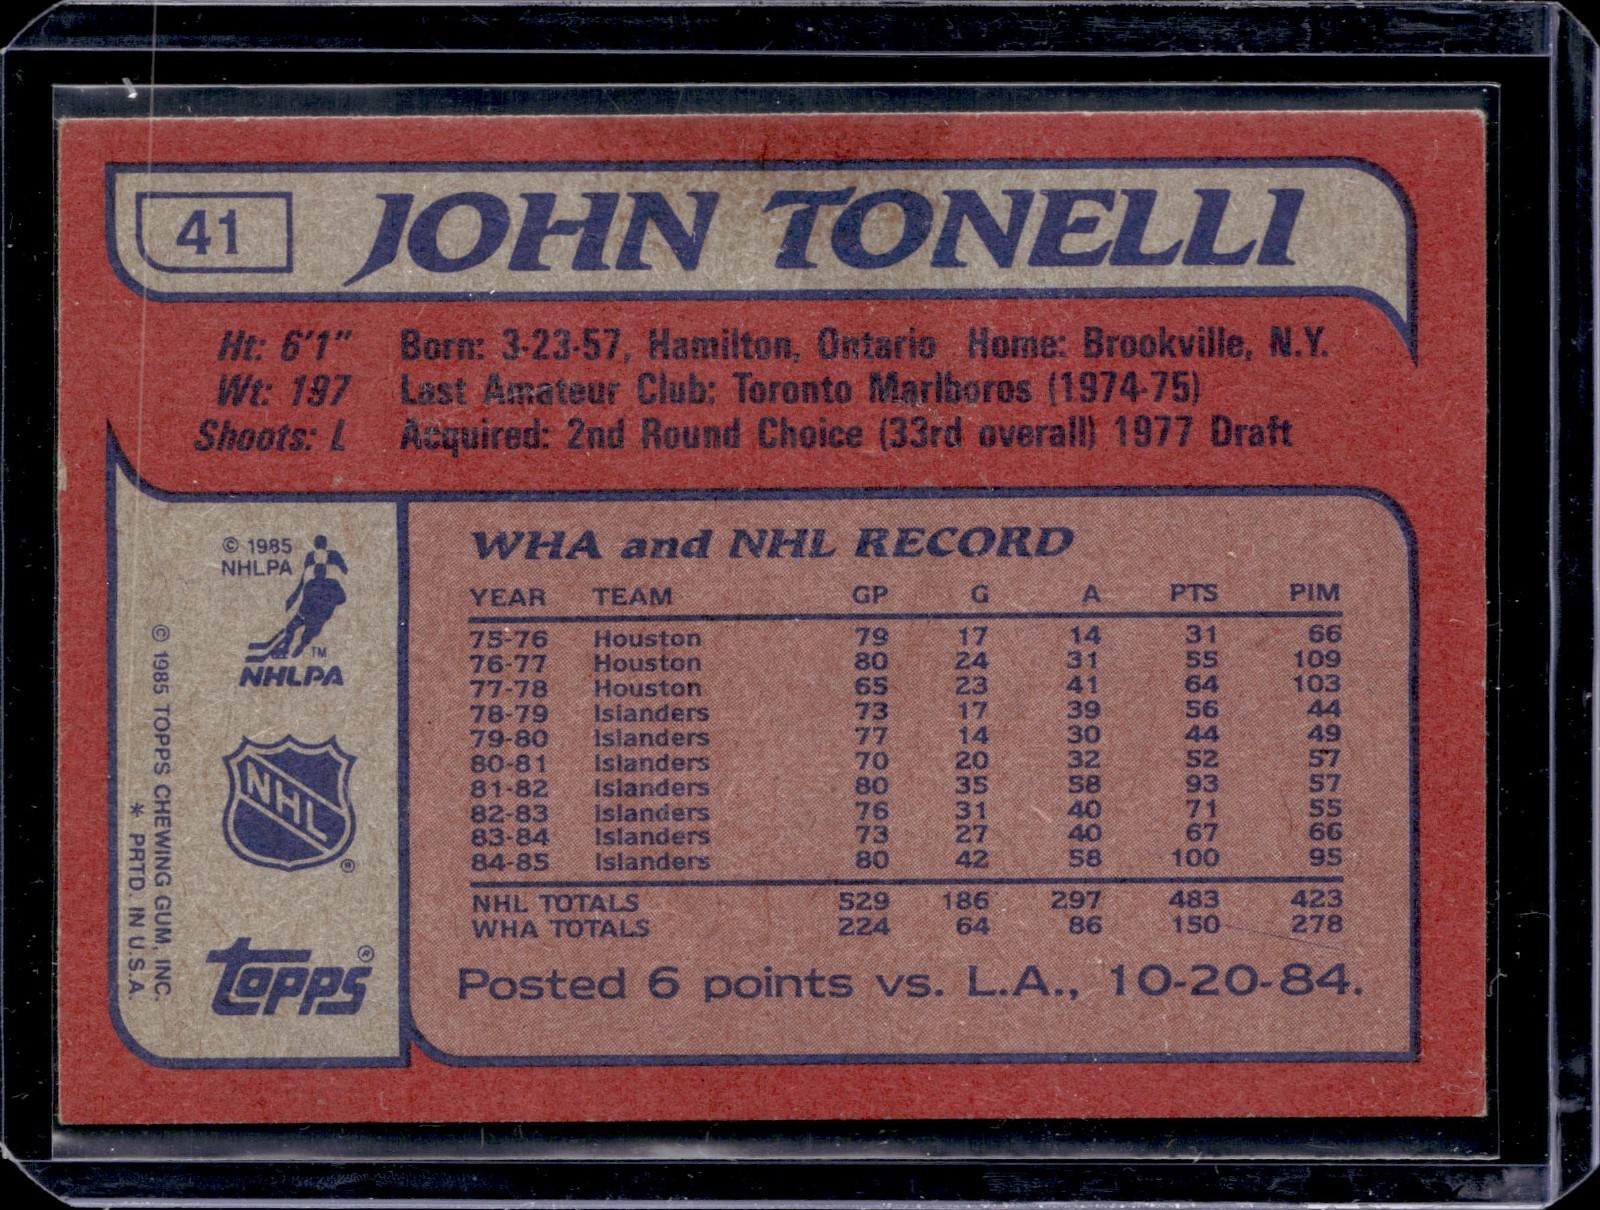 41 JOHN TONELLI
Ht: 6'1" Born: 3-23-57, Hamilton, Ontario Home: Brookville, N.Y.
Wt: 197 Last Amateur Club: Toronto Marlboros (1974-75)
Shoots: L Acquired: 2nd Round Choice (33rd overall) 1977 Draft
© 1985
NHLPA
TM
NHLPA
NHL
®
topps®
© 1985 TOPPS CHEWING GUM, INC.
* PRTD. IN U.S.A.
WHA and NHL RECORD
YEAR TEAM GP G A PTS PIM
75-76 Houston 79 17 14 31 66
76-77 Houston 80 24 31 55 109
77-78 Houston 65 23 41 64 103
78-79 Islanders 73 17 39 56 44
79-80 Islanders 77 14 30 44 49
80-81 Islanders 70 20 32 52 57
81-82 Islanders 80 35 58 93 57
82-83 Islanders 76 31 40 71 55
83-84 Islanders 73 27 40 67 66
84-85 Islanders 80 42 58 100 95
NHL TOTALS 529 186 297 483 423
WHA TOTALS 224 64 86 150 278
Posted 6 points vs. L.A., 10-20-84.